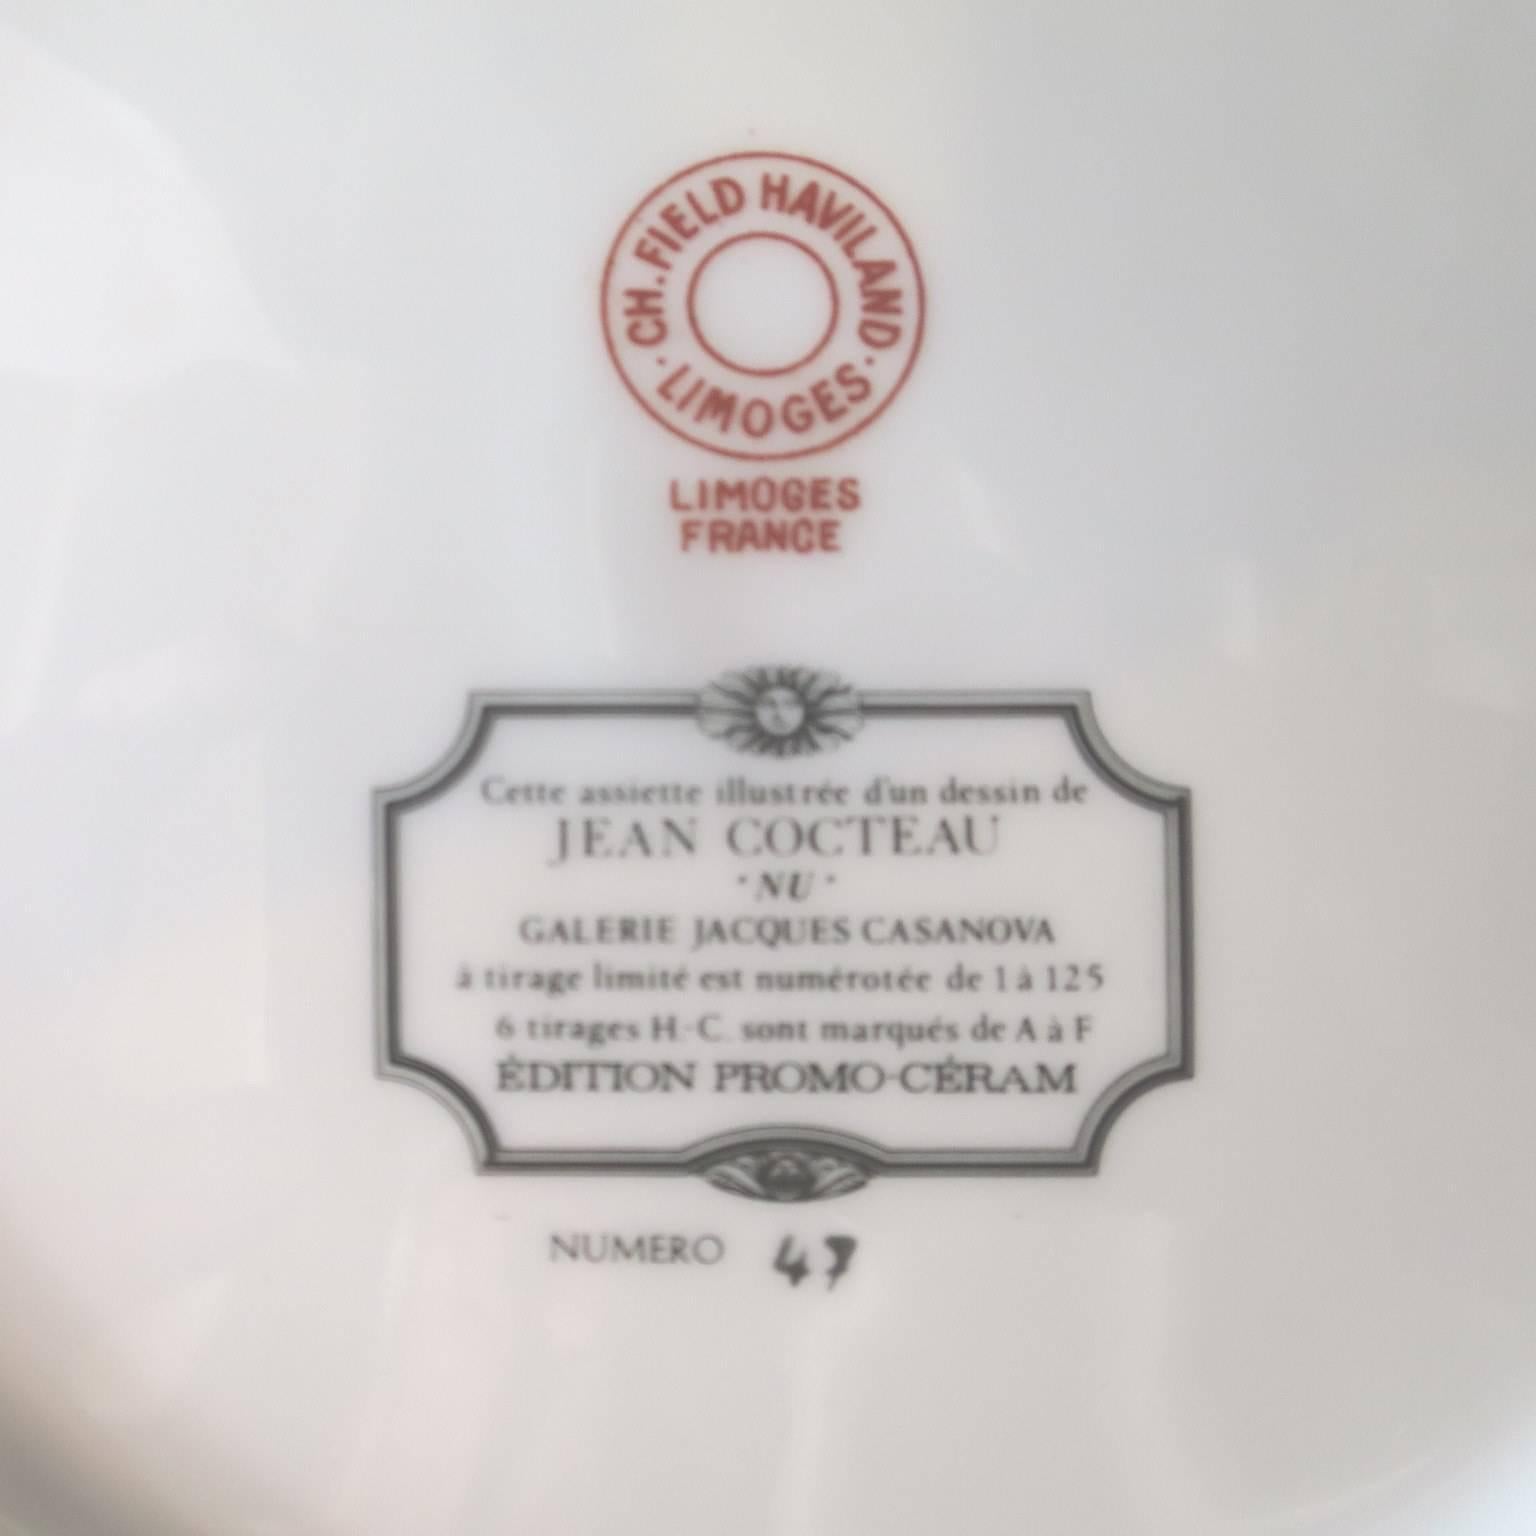 CH. FIELD HAVILAND
· LIMOGES ·
LIMOGES
FRANCE
Cette assiette illustrée d'un dessin de
JEAN COCTEAU
· NU ·
GALERIE JACQUES CASANOVA
à tirage limité est numérotée de 1 à 125
6 tirages H.-C. sont marqués de A à F
ÉDITION PROMO-CÉRAM
NUMERO 47